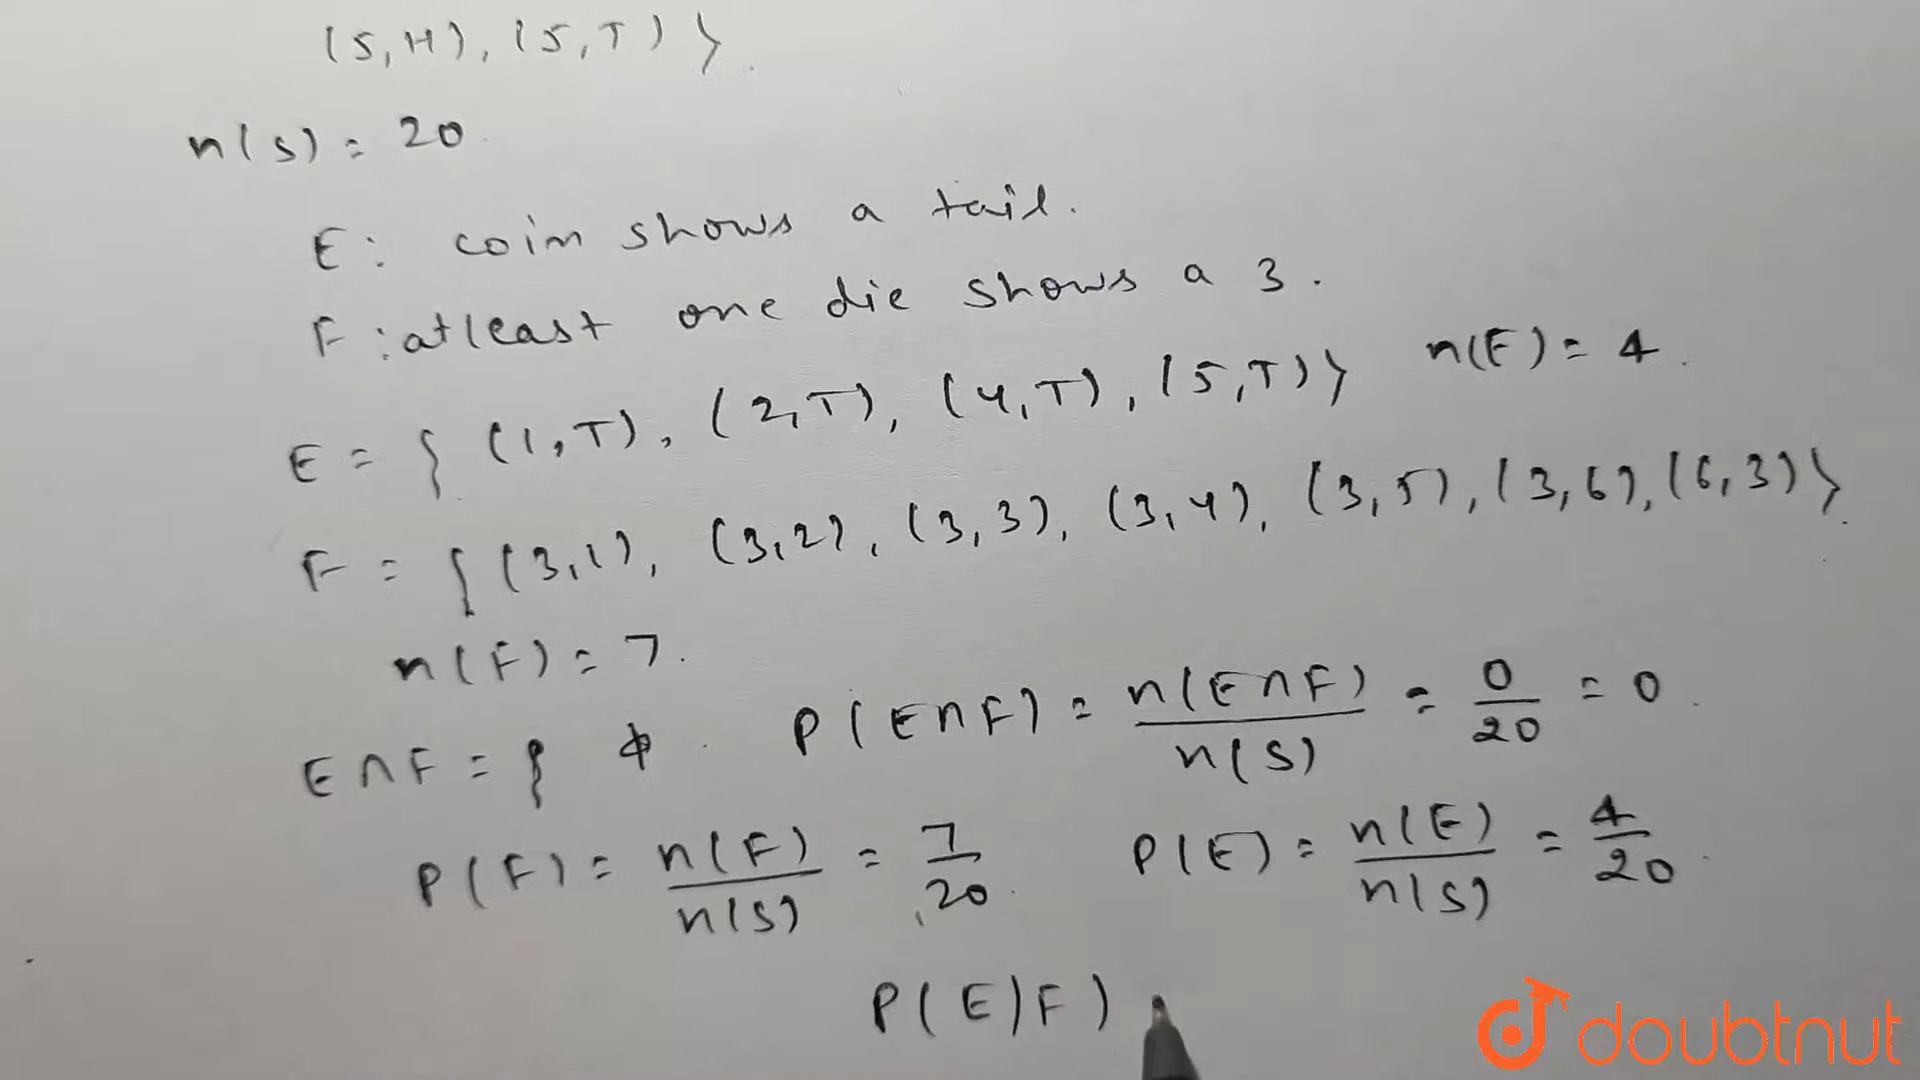 (5,H), (5,T) }
n(s) = 20
E: coin shows a tail.
F: atleast one die shows a 3.
E = { (1,T), (2,T), (4,T), (5,T) } n(E) = 4.
F = { (3,1), (3,2), (3,3), (3,4), (3,5), (3,6), (6,3) }
n(F) = 7.
E∩F = { ϕ. P(E∩F) = n(E∩F)/n(S) = 0/20 = 0.
P(F) = n(F)/n(S) = 7/20. P(E) = n(E)/n(S) = 4/20.
P(E|F)
doubtnut